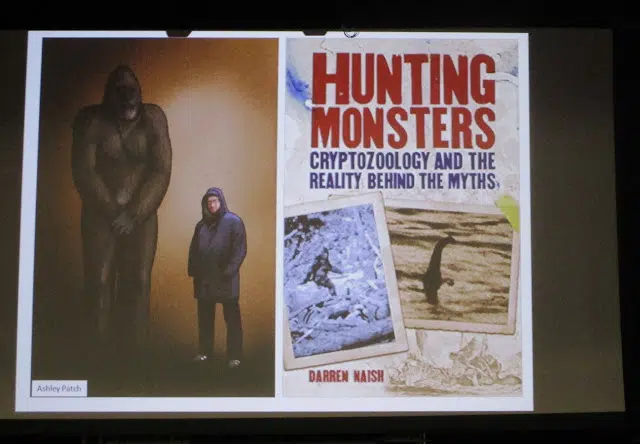 HUNTING
MONSTERS
CRYPTOZOOLOGY AND THE
REALITY BEHIND THE MYTHS
DARREN NAISH
Ashley Patch